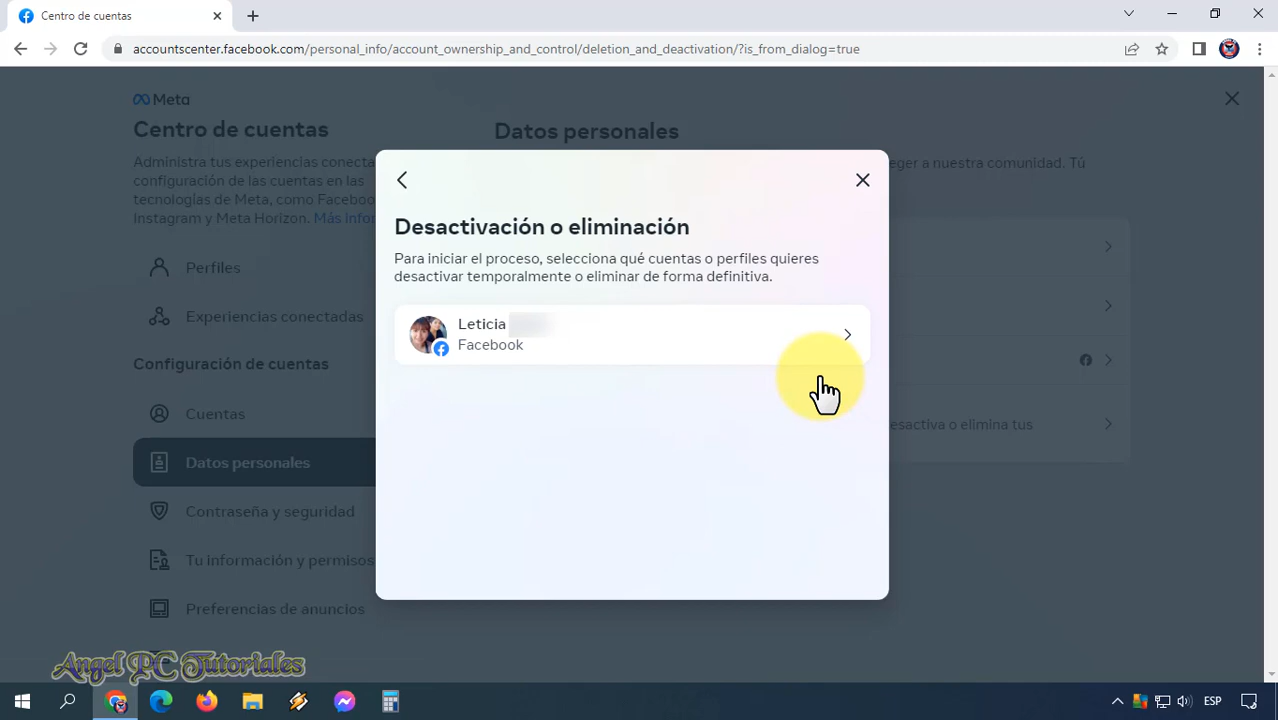 Centro de cuentas
accountscenter.facebook.com/personal_info/account_ownership_and_control/deletion_and_deactivation/?is_from_dialog=true
Meta
Centro de cuentas
Administra tus experiencias conecta
configuración de las cuentas en las
tecnologías de Meta, como Facebook
Instagram y Meta Horizon. Más infor
Perfiles
Experiencias conectadas
Configuración de cuentas
Cuentas
Datos personales
Contraseña y seguridad
Tu información y permisos
Preferencias de anuncios
Datos personales
eger a nuestra comunidad. Tú
esactiva o elimina tus
Desactivación o eliminación
Para iniciar el proceso, selecciona qué cuentas o perfiles quieres
desactivar temporalmente o eliminar de forma definitiva.
Leticia
Facebook
Angel PC Tutoriales
ESP